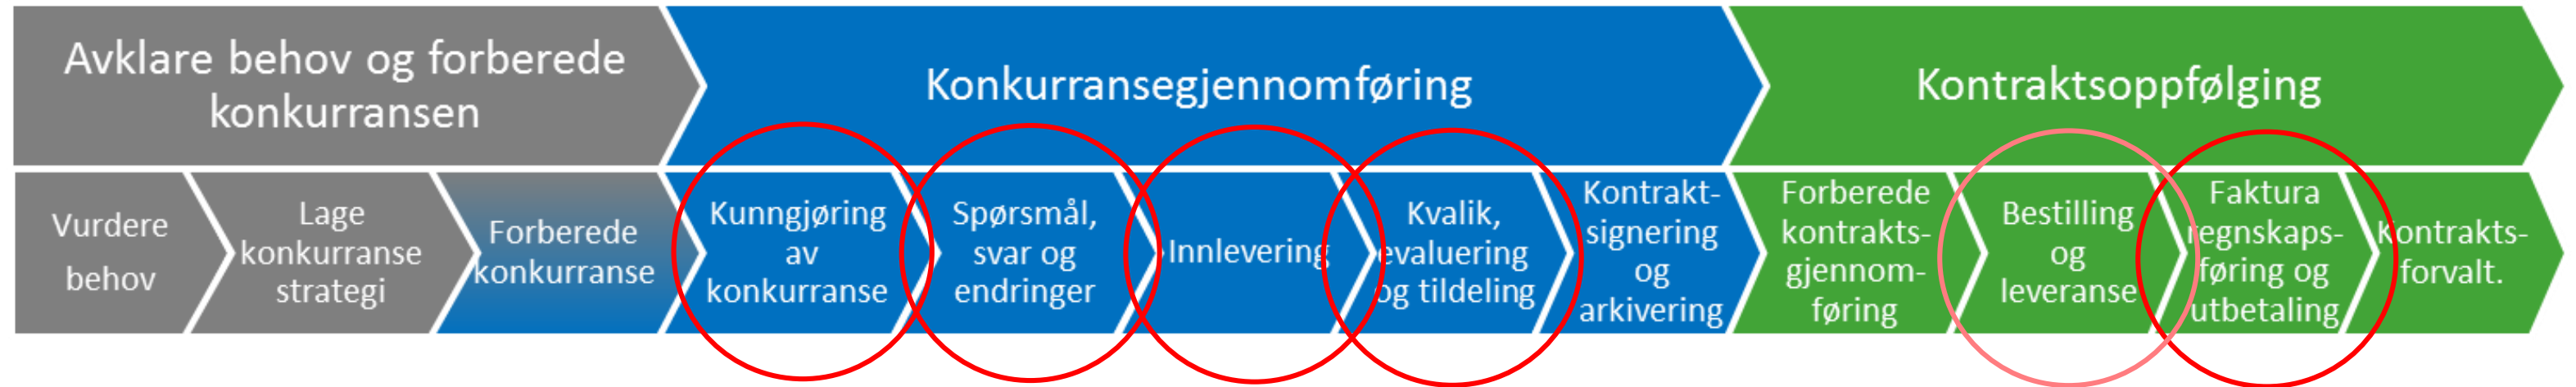 Avklare behov og forberede
konkurransen
Konkurransegjennomføring
Kontraktsoppfølging
Vurdere
behov
Lage
konkurranse
strategi
Forberede
konkurranse
Kunngjøring
av
konkurranse
Spørsmål,
svar og
endringer
Innlevering
Kvalik,
evaluering
og tildeling
Kontrakt-
signering
og
arkivering
Forberede
kontrakts-
gjennom-
føring
Bestilling
og
leveranse
Faktura
regnskaps-
føring og
utbetaling
Kontrakts-
forvalt.